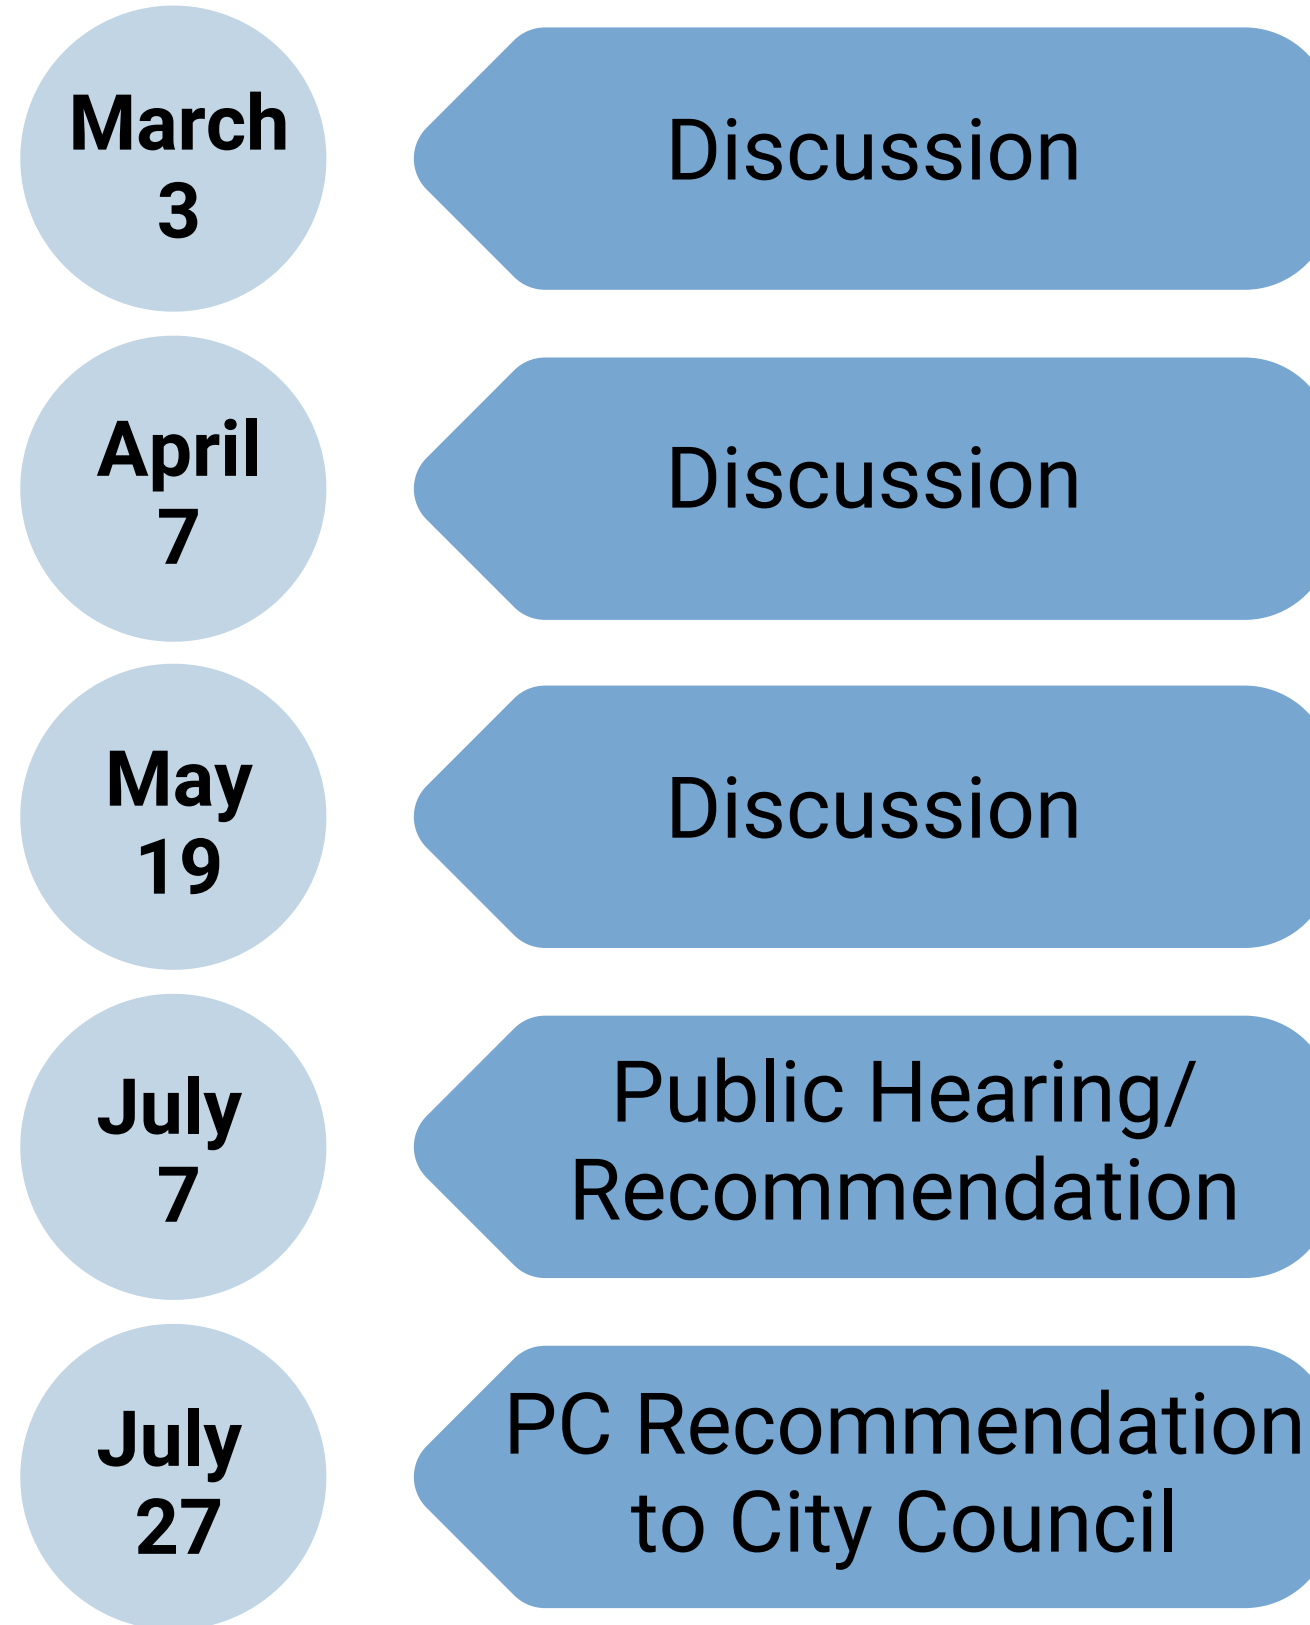 March
3
Discussion
April
7
Discussion
May
19
Discussion
July
7
Public Hearing/
Recommendation
July
27
PC Recommendation
to City Council